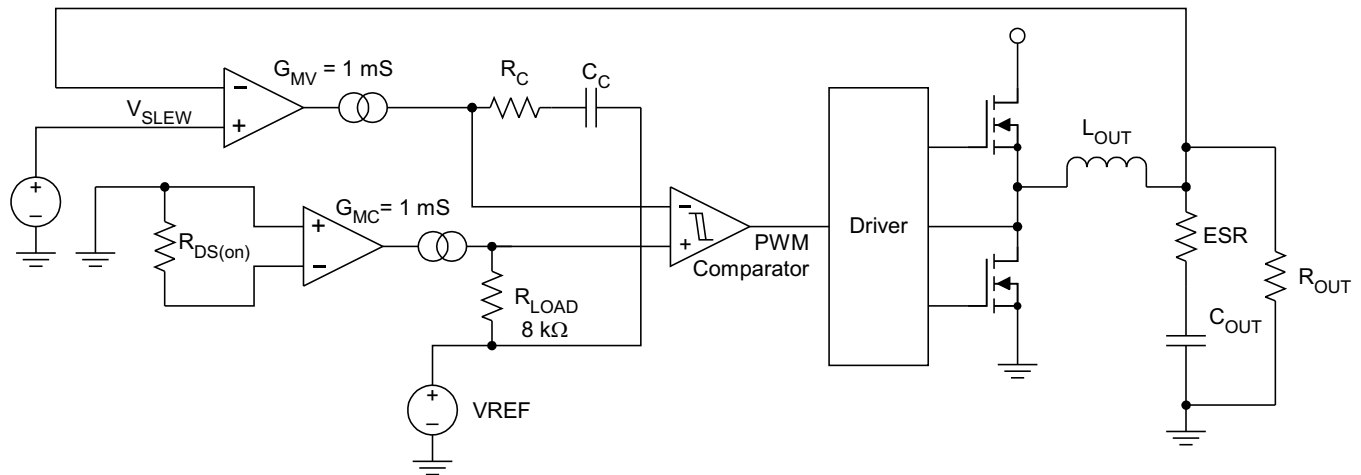 G_MV = 1 mS
R_C
C_C
V_SLEW
+
−
−
+
L_OUT
G_MC = 1 mS
R_DS(on)
+
−
−
+
PWM
Comparator
Driver
ESR
R_OUT
R_LOAD
8 kΩ
C_OUT
+
−
VREF